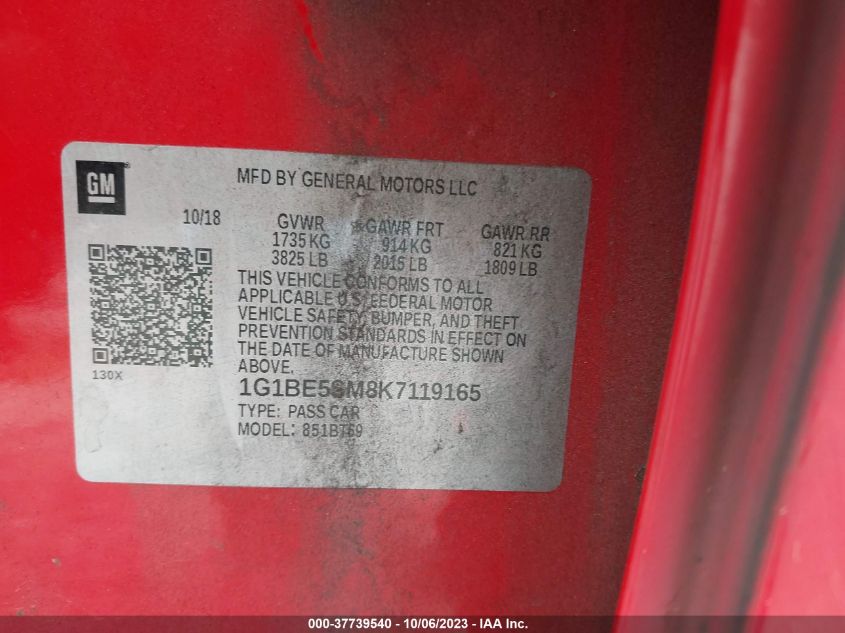 GM
MFD BY GENERAL MOTORS LLC
10/18
GVWR GAWR FRT GAWR RR
1735 KG 914 KG 821 KG
3825 LB 2015 LB 1809 LB
THIS VEHICLE CONFORMS TO ALL
APPLICABLE U.S. FEDERAL MOTOR
VEHICLE SAFETY, BUMPER, AND THEFT
PREVENTION STANDARDS IN EFFECT ON
THE DATE OF MANUFACTURE SHOWN
ABOVE.
130X
1G1BE5SM8K7119165
TYPE: PASS CAR
MODEL: 851BT69
000-37739540 - 10/06/2023 - IAA Inc.